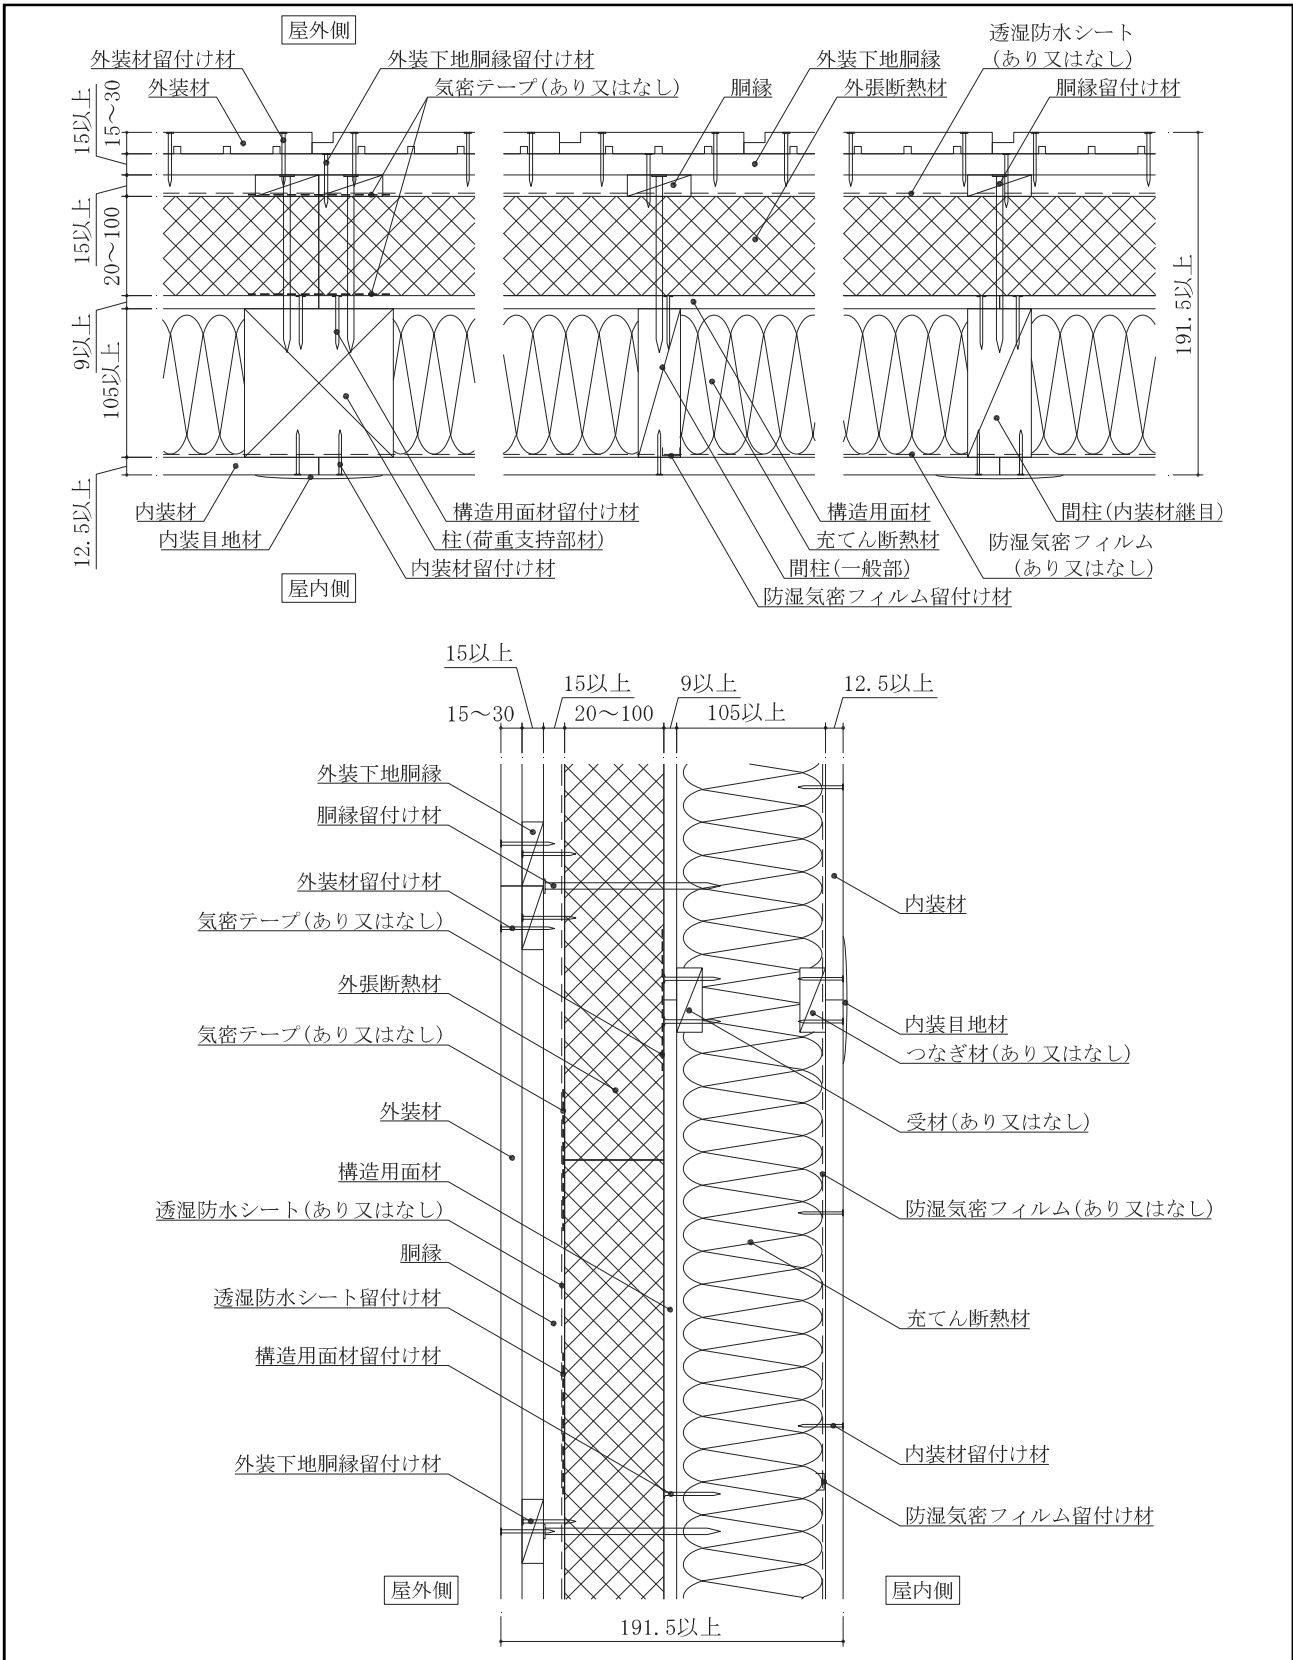 屋外側
透湿防水シート
(あり又はなし)
外装材留付け材
外装下地胴縁留付け材
外装下地胴縁
外装材
気密テープ(あり又はなし)
胴縁
外張断熱材
胴縁留付け材
15以上
15～30
15以上
20～100
9以上
105以上
12.5以上
191.5以上
内装材
構造用面材留付け材
構造用面材
間柱(内装材継目)
内装目地材
柱(荷重支持部材)
充てん断熱材
防湿気密フィルム
(あり又はなし)
内装材留付け材
間柱(一般部)
屋内側
防湿気密フィルム留付け材
15以上
15以上
9以上
12.5以上
15～30
20～100
105以上
外装下地胴縁
胴縁留付け材
外装材留付け材
内装材
気密テープ(あり又はなし)
外張断熱材
気密テープ(あり又はなし)
内装目地材
つなぎ材(あり又はなし)
外装材
受材(あり又はなし)
構造用面材
透湿防水シート(あり又はなし)
防湿気密フィルム(あり又はなし)
胴縁
透湿防水シート留付け材
充てん断熱材
構造用面材留付け材
外装下地胴縁留付け材
内装材留付け材
防湿気密フィルム留付け材
屋外側
屋内側
191.5以上